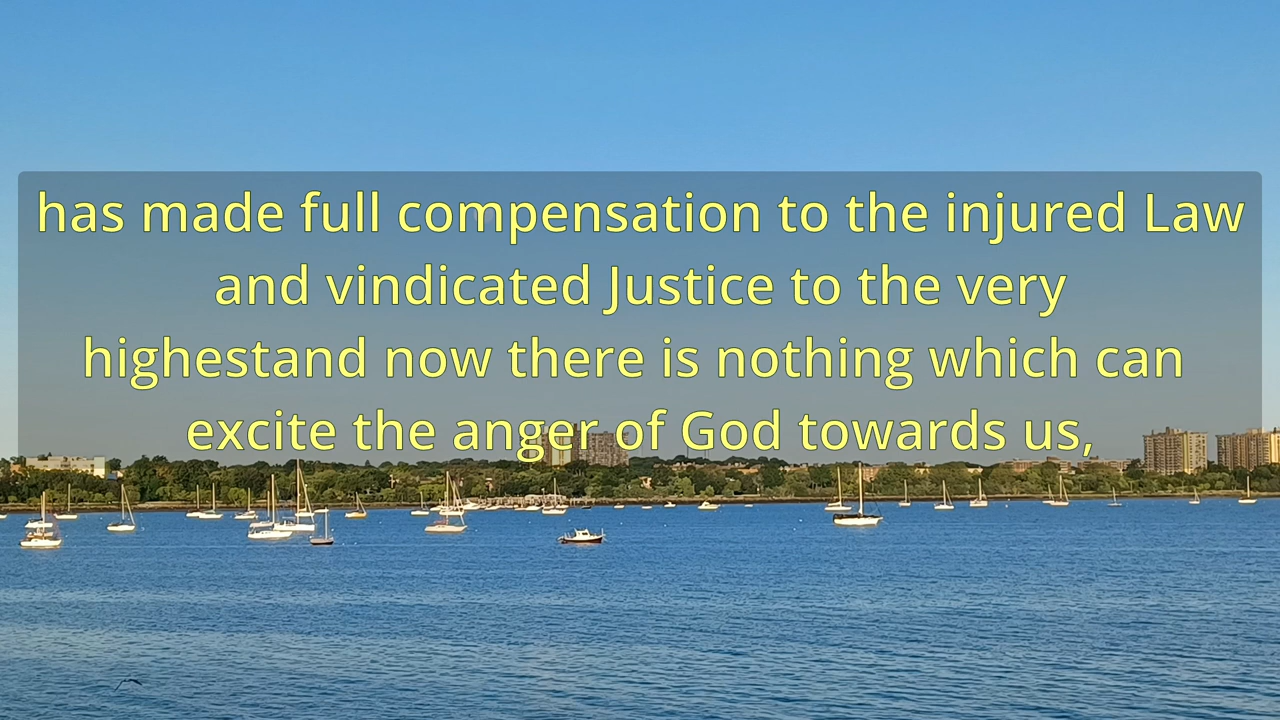 has made full compensation to the injured Law
and vindicated Justice to the very
highestand now there is nothing which can
excite the anger of God towards us,